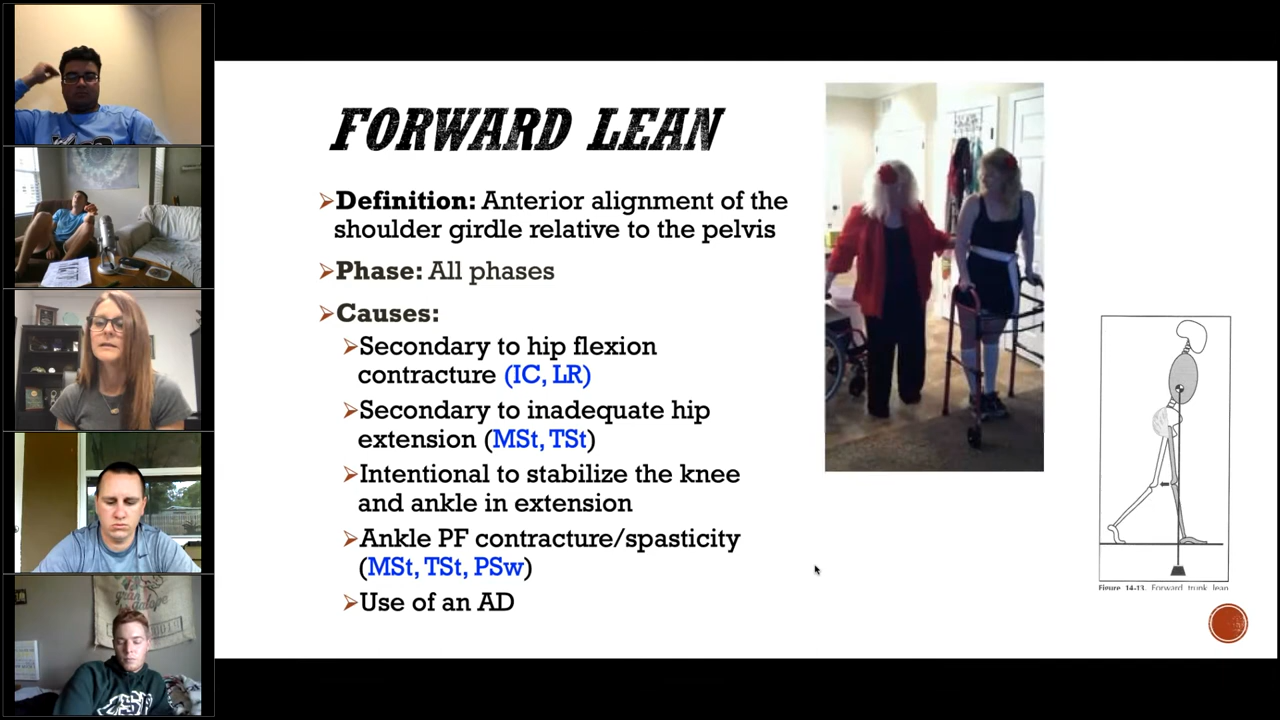 FORWARD LEAN
Definition: Anterior alignment of the
shoulder girdle relative to the pelvis
Phase: All phases
Causes:
Secondary to hip flexion
contracture (IC, LR)
Secondary to inadequate hip
extension (MSt, TSt)
Intentional to stabilize the knee
and ankle in extension
Ankle PF contracture/spasticity
(MSt, TSt, PSw)
Use of an AD
Figure 14-13. Forward trunk lean